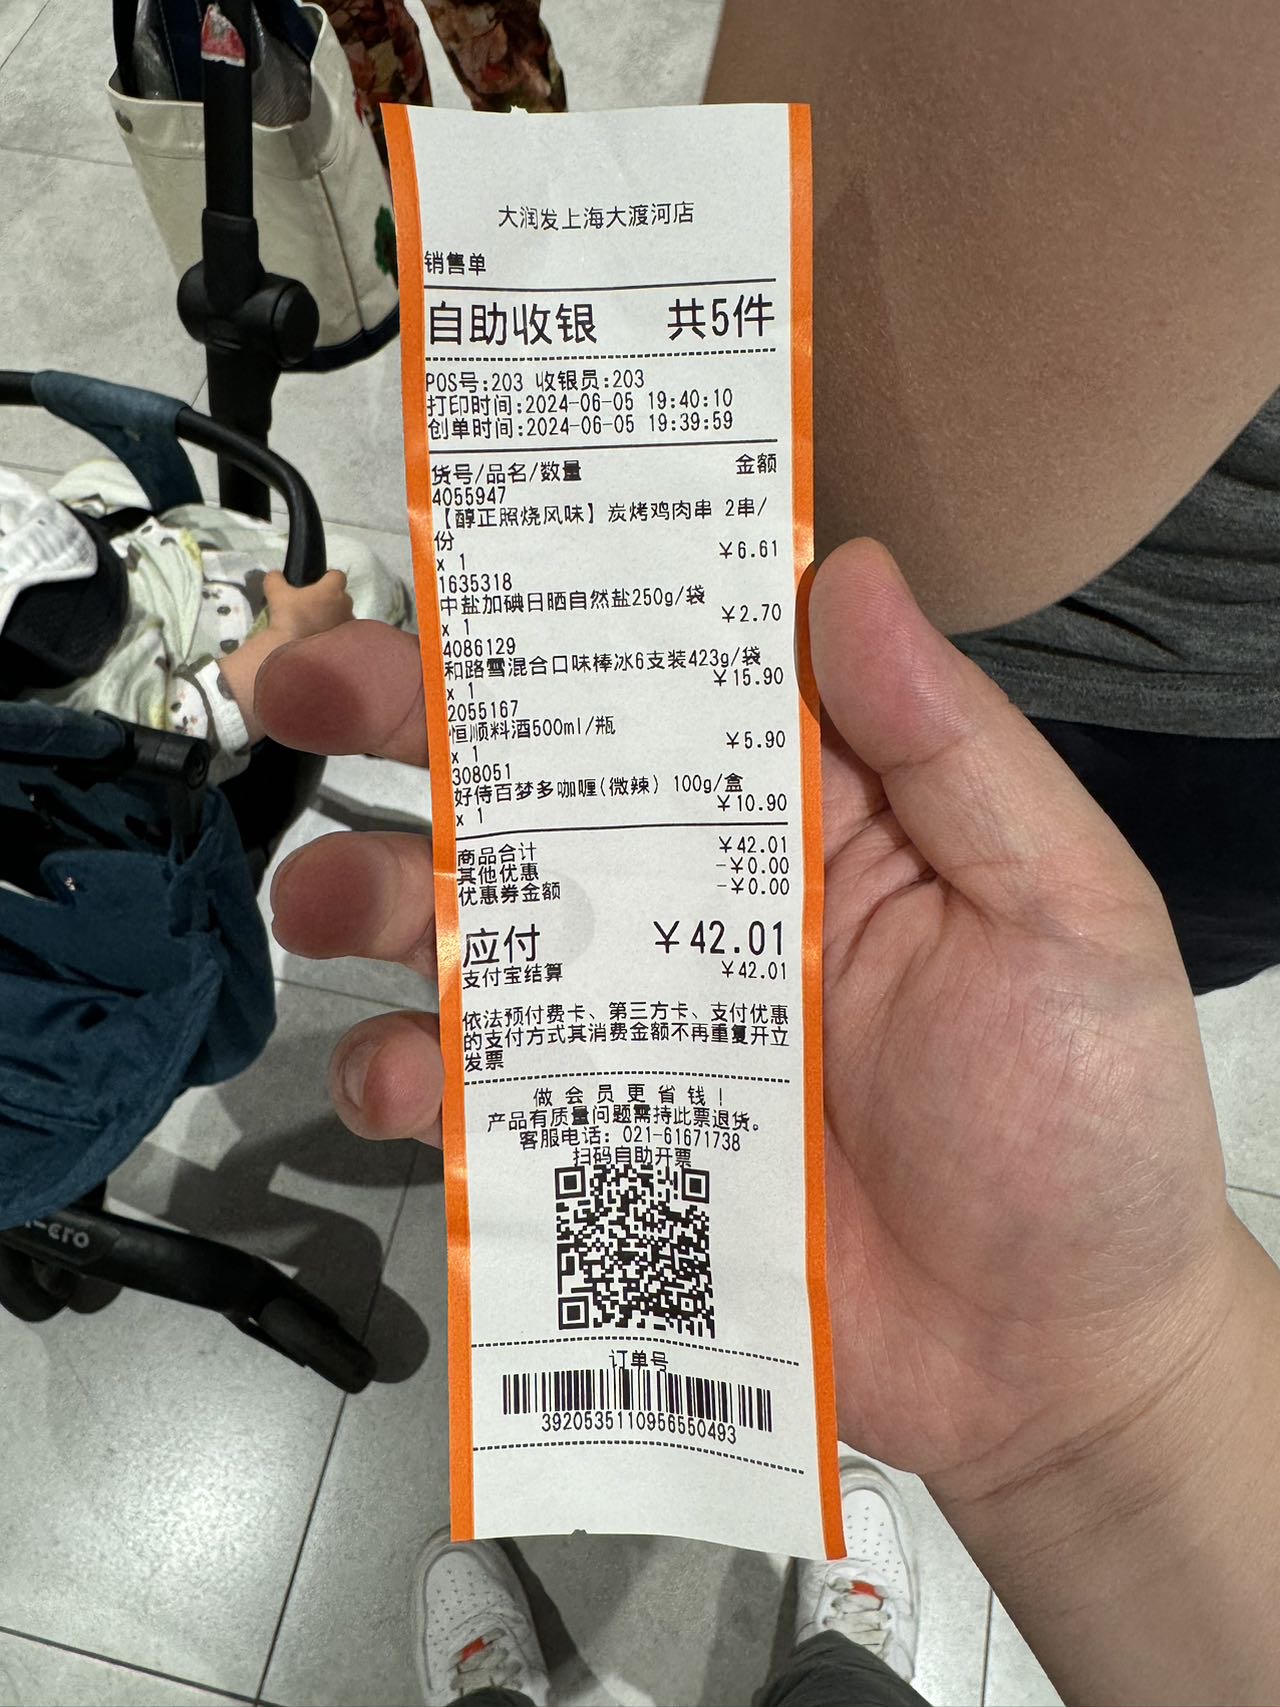 大润发上海大渡河店
销售单
自助收银 共5件
POS号:203 收银员:203
打印时间:2024-06-05 19:40:10
创单时间:2024-06-05 19:39:59
货号/品名/数量 金额
4055947
【醇正照烧风味】炭烤鸡肉串 2串/
份
x 1 ￥6.61
1635318
中盐加碘日晒自然盐250g/袋
x 1 ￥2.70
4086129
和路雪混合口味棒冰6支装423g/袋
x 1 ￥15.90
2055167
恒顺料酒500ml/瓶
x 1 ￥5.90
308051
好侍百梦多咖喱(微辣) 100g/盒
x 1 ￥10.90
商品合计 ￥42.01
其他优惠 -￥0.00
优惠券金额 -￥0.00
应付 ￥42.01
支付宝结算 ￥42.01
依法预付费卡、第三方卡、支付优惠
的支付方式其消费金额不再重复开立
发票
做会员更省钱!
产品有质量问题需持此票退货。
客服电话: 021-61671738
扫码自助开票
订单号
3920535110956550493